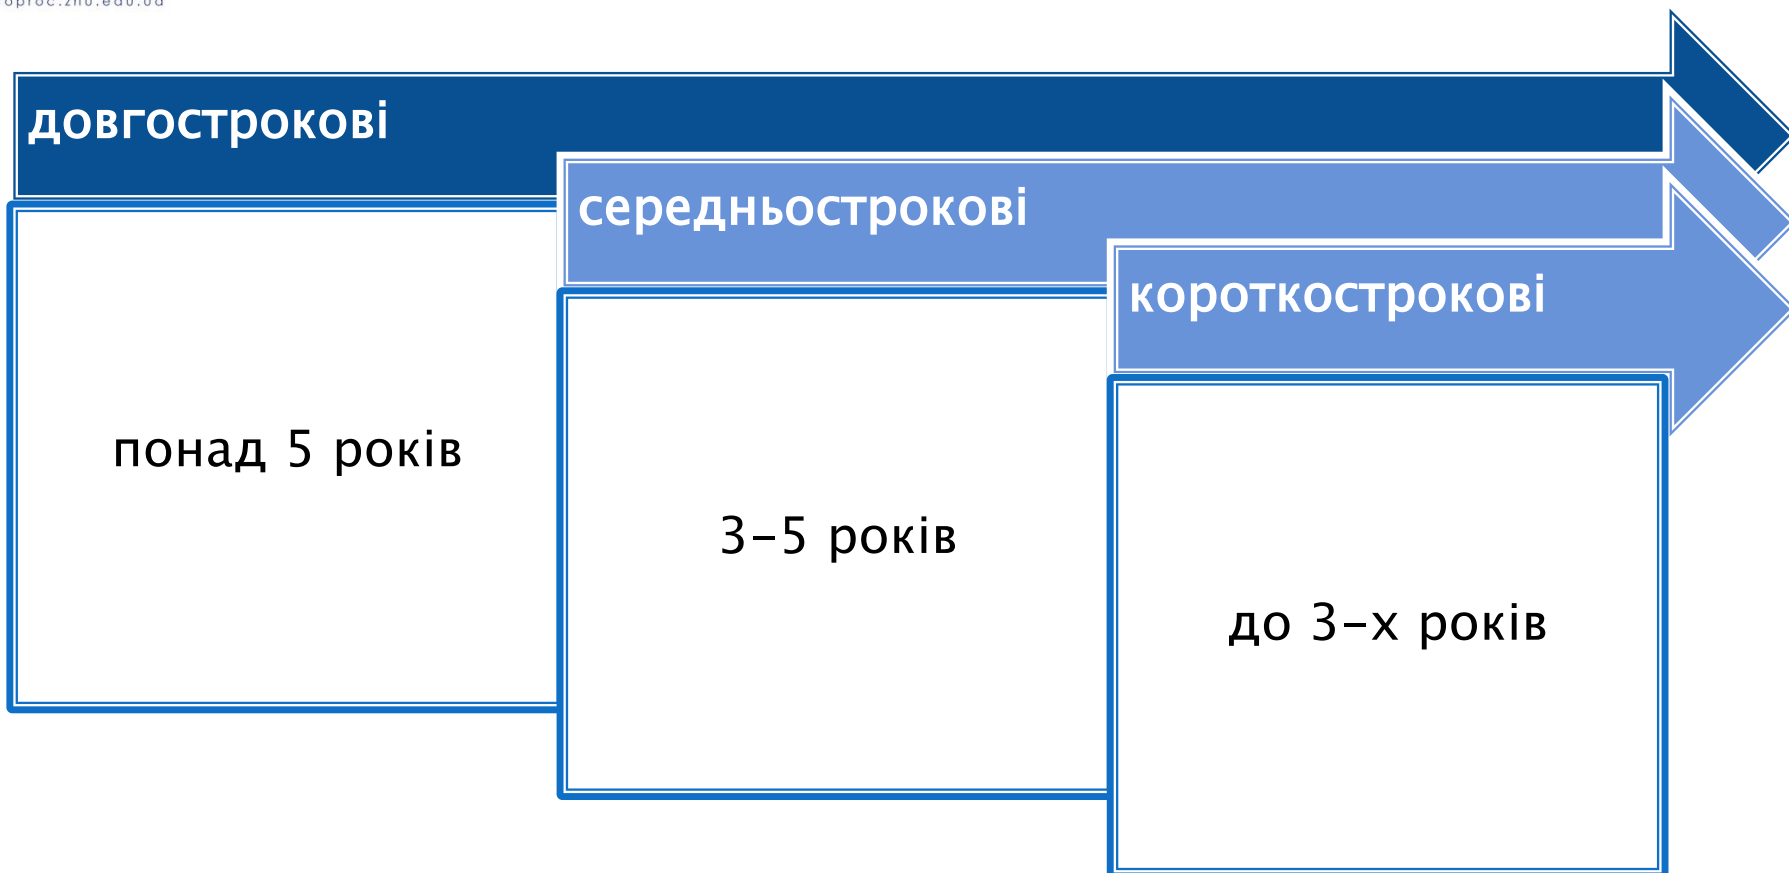 довгострокові
середньострокові
короткострокові
понад 5 років
3-5 років
до 3-х років